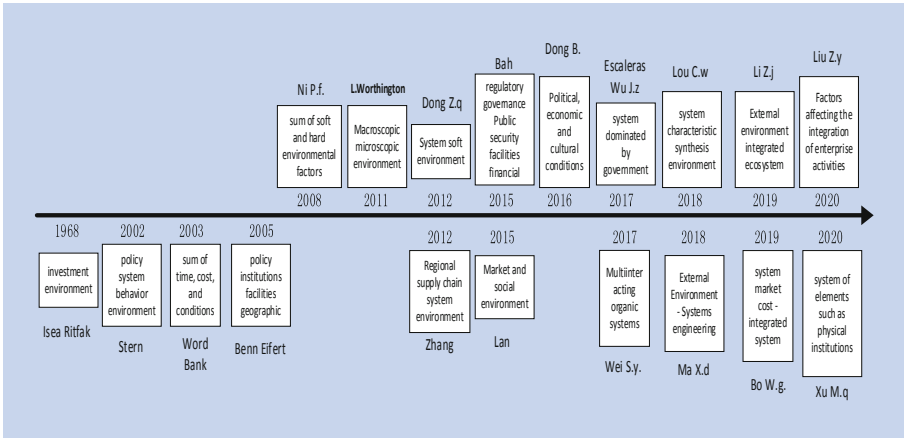 Ni P.f.
sum of soft
and hard
environmental
factors
2008
L.Worthington
Macroscopic
microscopic
environment
2011
Dong Z.q
System soft
environment
2012
Bah
regulatory
governance
Public
security
facilities
financial
2015
Dong B.
Political,
economic
and
cultural
conditions
2016
Escaleras
Wu J.z
system
dominated
by
government
2017
Lou C.w
system
characteristic
synthesis
environment
2018
Li Z.j
External
environment
integrated
ecosystem
2019
Liu Z.y
Factors
affecting the
integration
of enterprise
activities
2020
1968
investment
environment
Isea Ritfak
2002
policy
system
behavior
environment
Stern
2003
sum of
time, cost,
and
conditions
Word
Bank
2005
policy
institutions
facilities
geographic
Benn Eifert
2012
Regional
supply chain
system
environment
Zhang
2015
Market and
social
environment
Lan
2017
Multiinter
acting
organic
systems
Wei S.y.
2018
External
Environment
- Systems
engineering
Ma X.d
2019
system
market
cost -
integrated
system
Bo W.g.
2020
system of
elements
such as
physical
institutions
Xu M.q